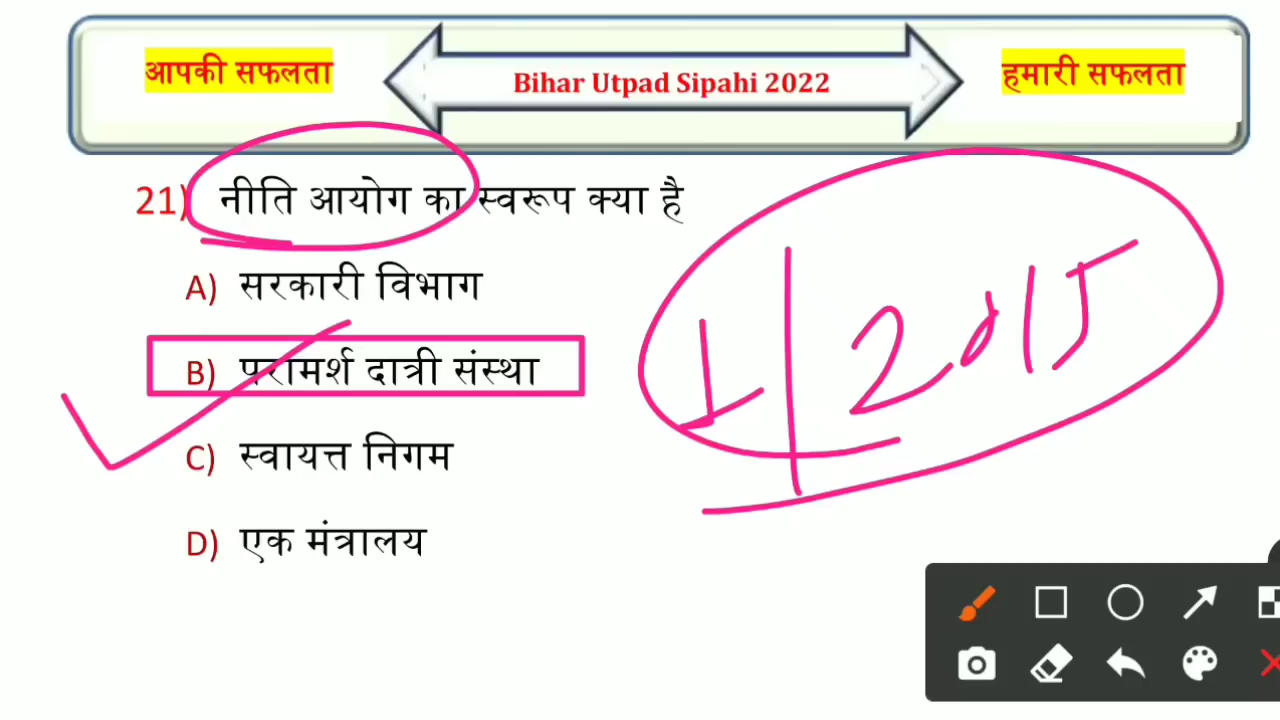 आपकी सफलता
Bihar Utpad Sipahi 2022
हमारी सफलता
21) नीति आयोग का स्वरूप क्या है
A) सरकारी विभाग
B) परामर्श दात्री संस्था
C) स्वायत्त निगम
D) एक मंत्रालय
1 | 2015